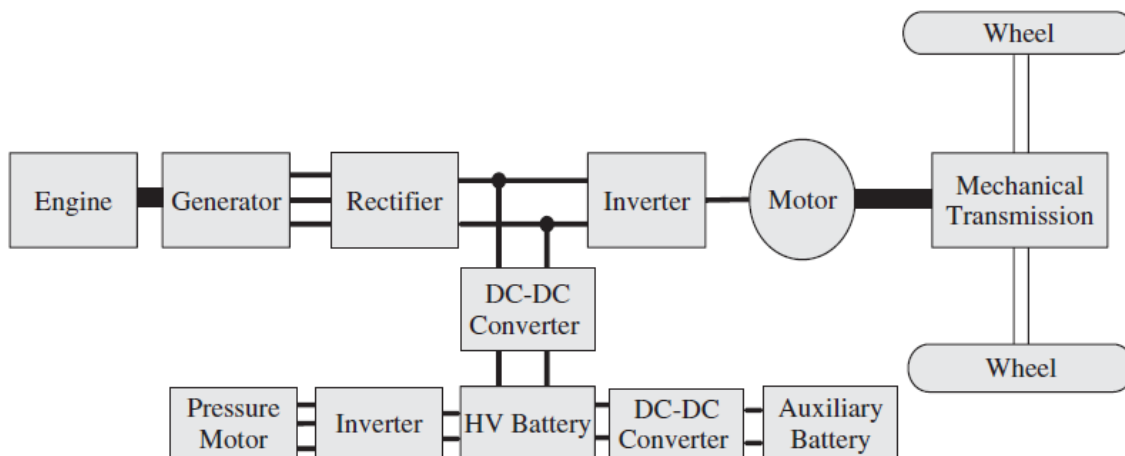 Wheel
Engine
Generator
Rectifier
Inverter
Motor
Mechanical
Transmission
DC-DC
Converter
Wheel
Pressure
Motor
Inverter
HV Battery
DC-DC
Converter
Auxiliary
Battery